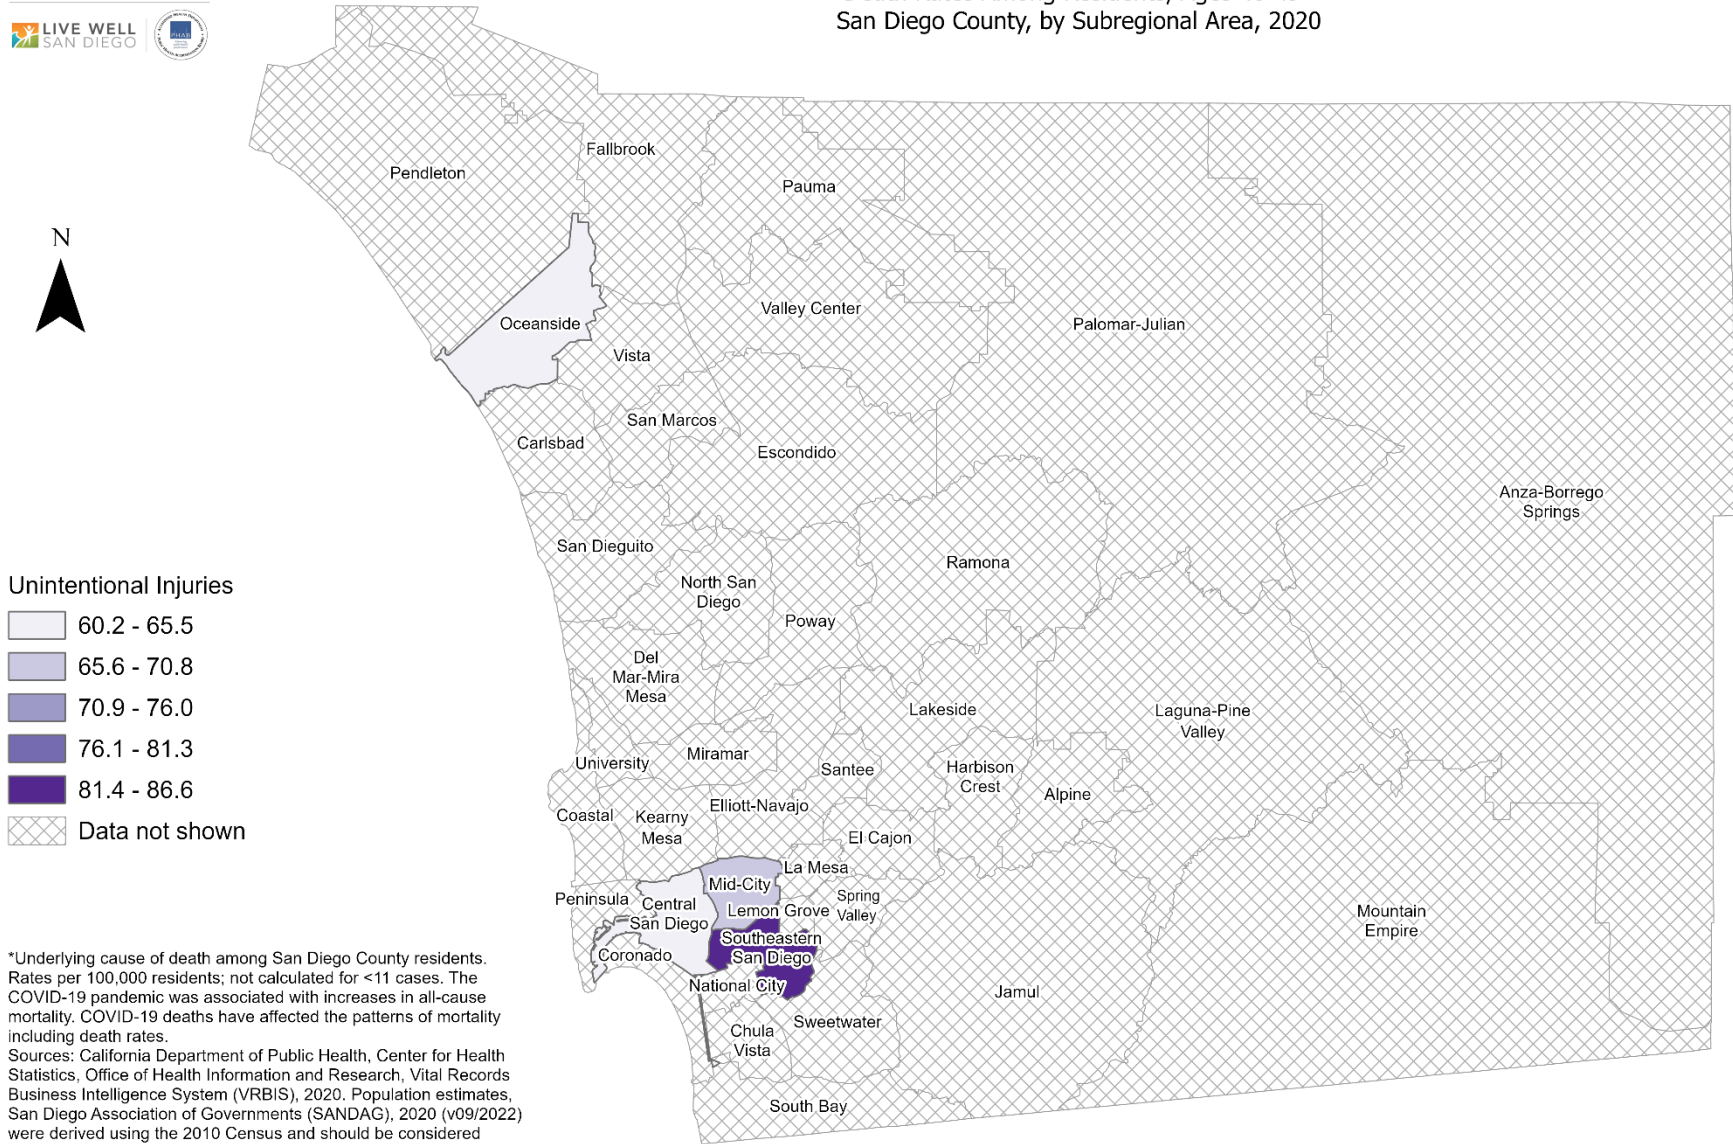 LIVE WELL
SAN DIEGO
PHAB
San Diego County, by Subregional Area, 2020
N
Pendleton
Fallbrook
Pauma
Oceanside
Valley Center
Palomar-Julian
Vista
San Marcos
Carlsbad
Escondido
Anza-Borrego
Springs
San Dieguito
North San
Diego
Ramona
Poway
Del
Mar-Mira
Mesa
Lakeside
Laguna-Pine
Valley
University
Miramar
Santee
Harbison
Crest
Alpine
Coastal
Kearny
Mesa
Elliott-Navajo
El Cajon
La Mesa
Mid-City
Peninsula
Central
San Diego
Lemon Grove
Spring
Valley
Mountain
Empire
Southeastern
San Diego
Coronado
National City
Jamul
Sweetwater
Chula
Vista
South Bay
Unintentional Injuries
60.2 - 65.5
65.6 - 70.8
70.9 - 76.0
76.1 - 81.3
81.4 - 86.6
Data not shown
*Underlying cause of death among San Diego County residents.
Rates per 100,000 residents; not calculated for <11 cases. The
COVID-19 pandemic was associated with increases in all-cause
mortality. COVID-19 deaths have affected the patterns of mortality
including death rates.
Sources: California Department of Public Health, Center for Health
Statistics, Office of Health Information and Research, Vital Records
Business Intelligence System (VRBIS), 2020. Population estimates,
San Diego Association of Governments (SANDAG), 2020 (v09/2022)
were derived using the 2010 Census and should be considered